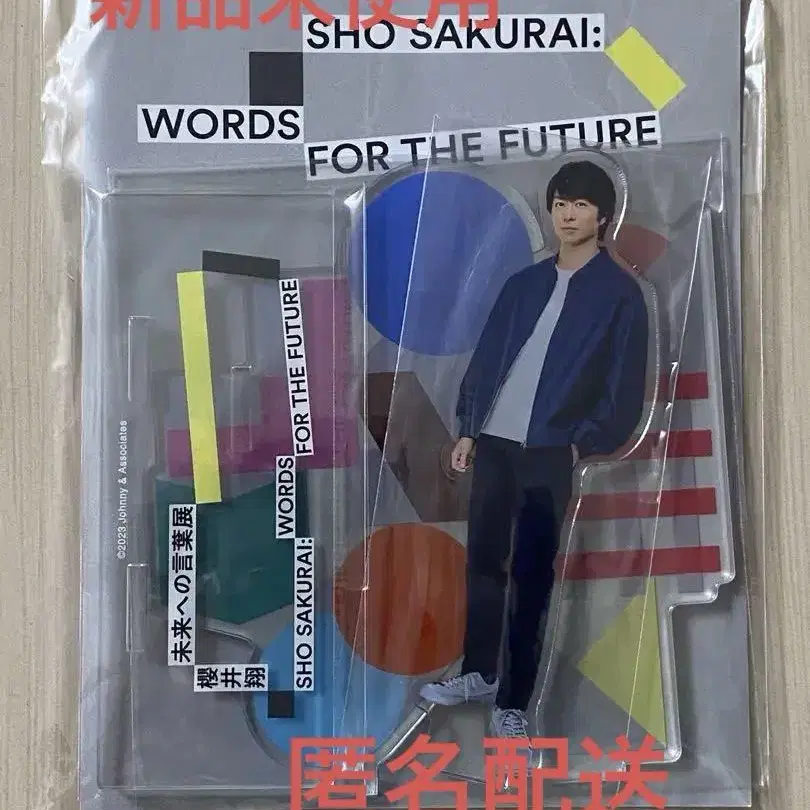 新品未使用
SHO SAKURAI:
WORDS
FOR THE FUTURE
SHO SAKURAI:
WORDS
FOR THE FUTURE
櫻井翔
未来への言葉展
©2023 Johnny & Associates
匿名配送